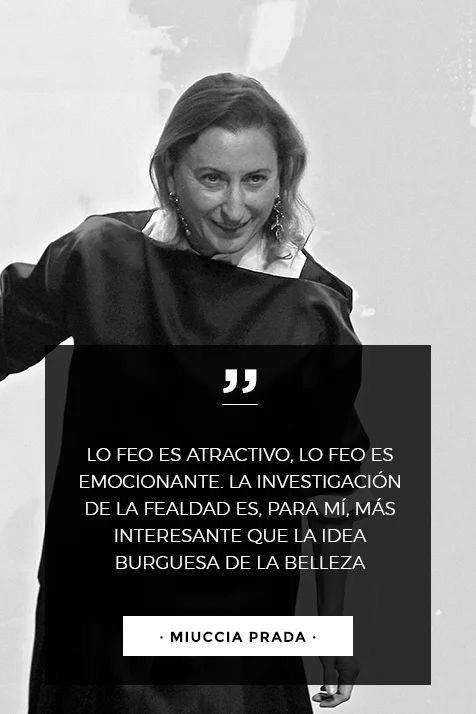 ”
LO FEO ES ATRACTIVO, LO FEO ES
EMOCIONANTE. LA INVESTIGACIÓN
DE LA FEALDAD ES, PARA MÍ, MÁS
INTERESANTE QUE LA IDEA
BURGUESA DE LA BELLEZA
· MIUCCIA PRADA ·